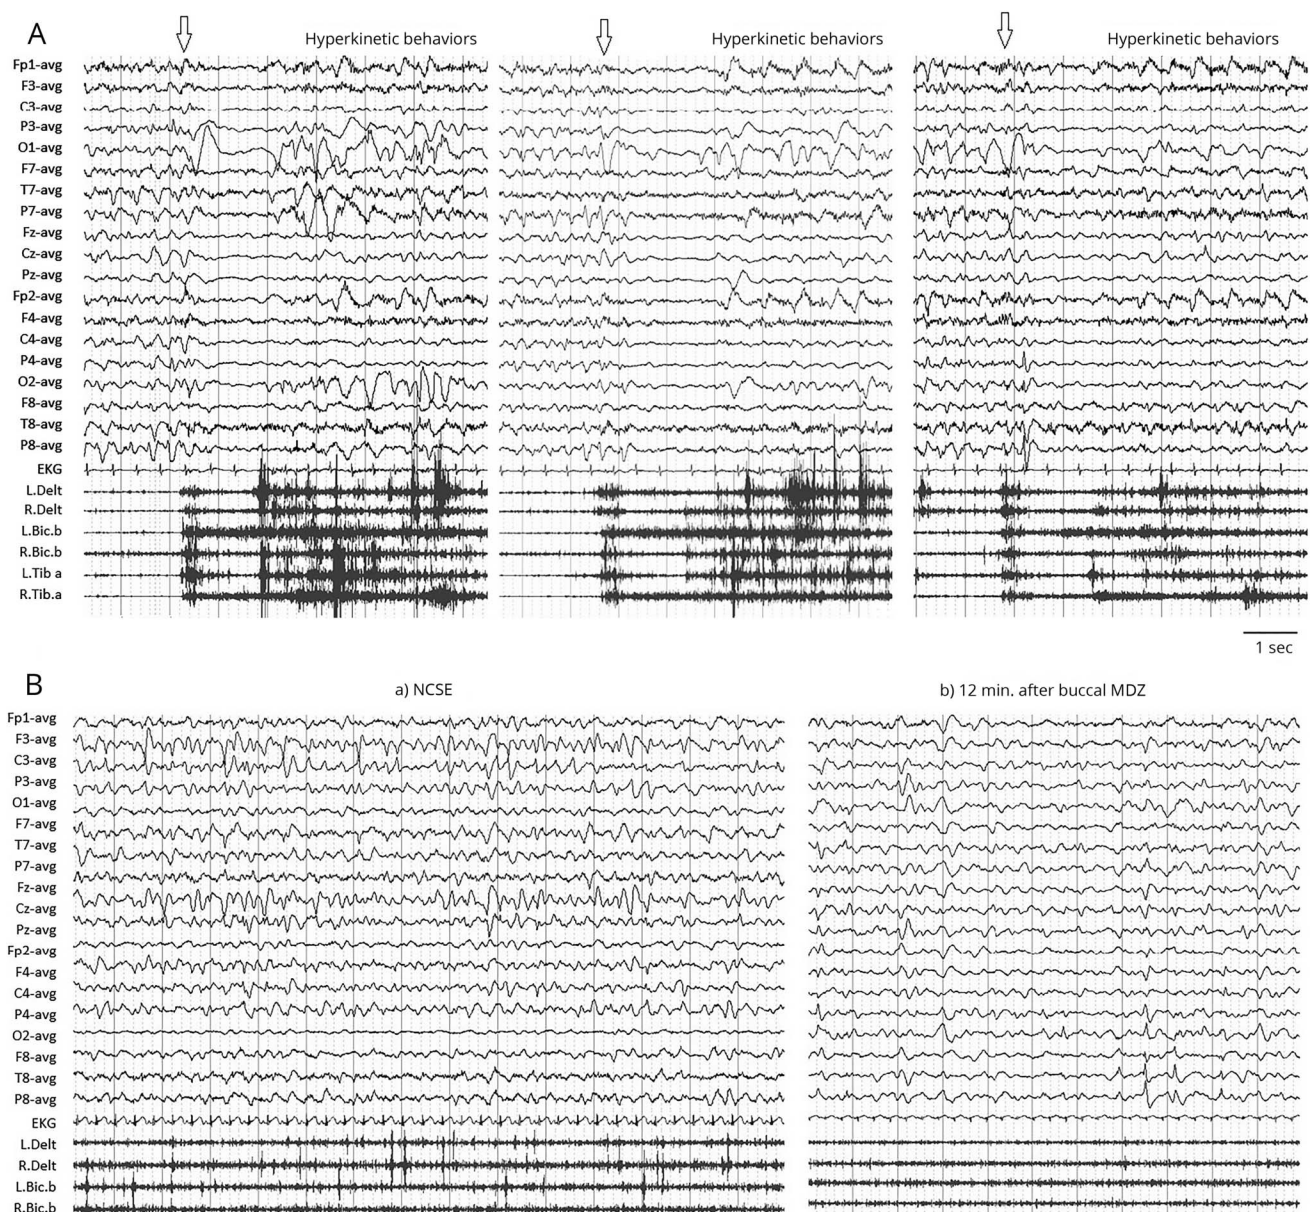 A
Hyperkinetic behaviors Hyperkinetic behaviors Hyperkinetic behaviors
Fp1-avg
F3-avg
C3-avg
P3-avg
O1-avg
F7-avg
T7-avg
P7-avg
Fz-avg
Cz-avg
Pz-avg
Fp2-avg
F4-avg
C4-avg
P4-avg
O2-avg
F8-avg
T8-avg
P8-avg
EKG
L.Delt
R.Delt
L.Bic.b
R.Bic.b
L.Tib a
R.Tib.a
1 sec
B
a) NCSE b) 12 min. after buccal MDZ
Fp1-avg
F3-avg
C3-avg
P3-avg
O1-avg
F7-avg
T7-avg
P7-avg
Fz-avg
Cz-avg
Pz-avg
Fp2-avg
F4-avg
C4-avg
P4-avg
O2-avg
F8-avg
T8-avg
P8-avg
EKG
L.Delt
R.Delt
L.Bic.b
R.Bic.b